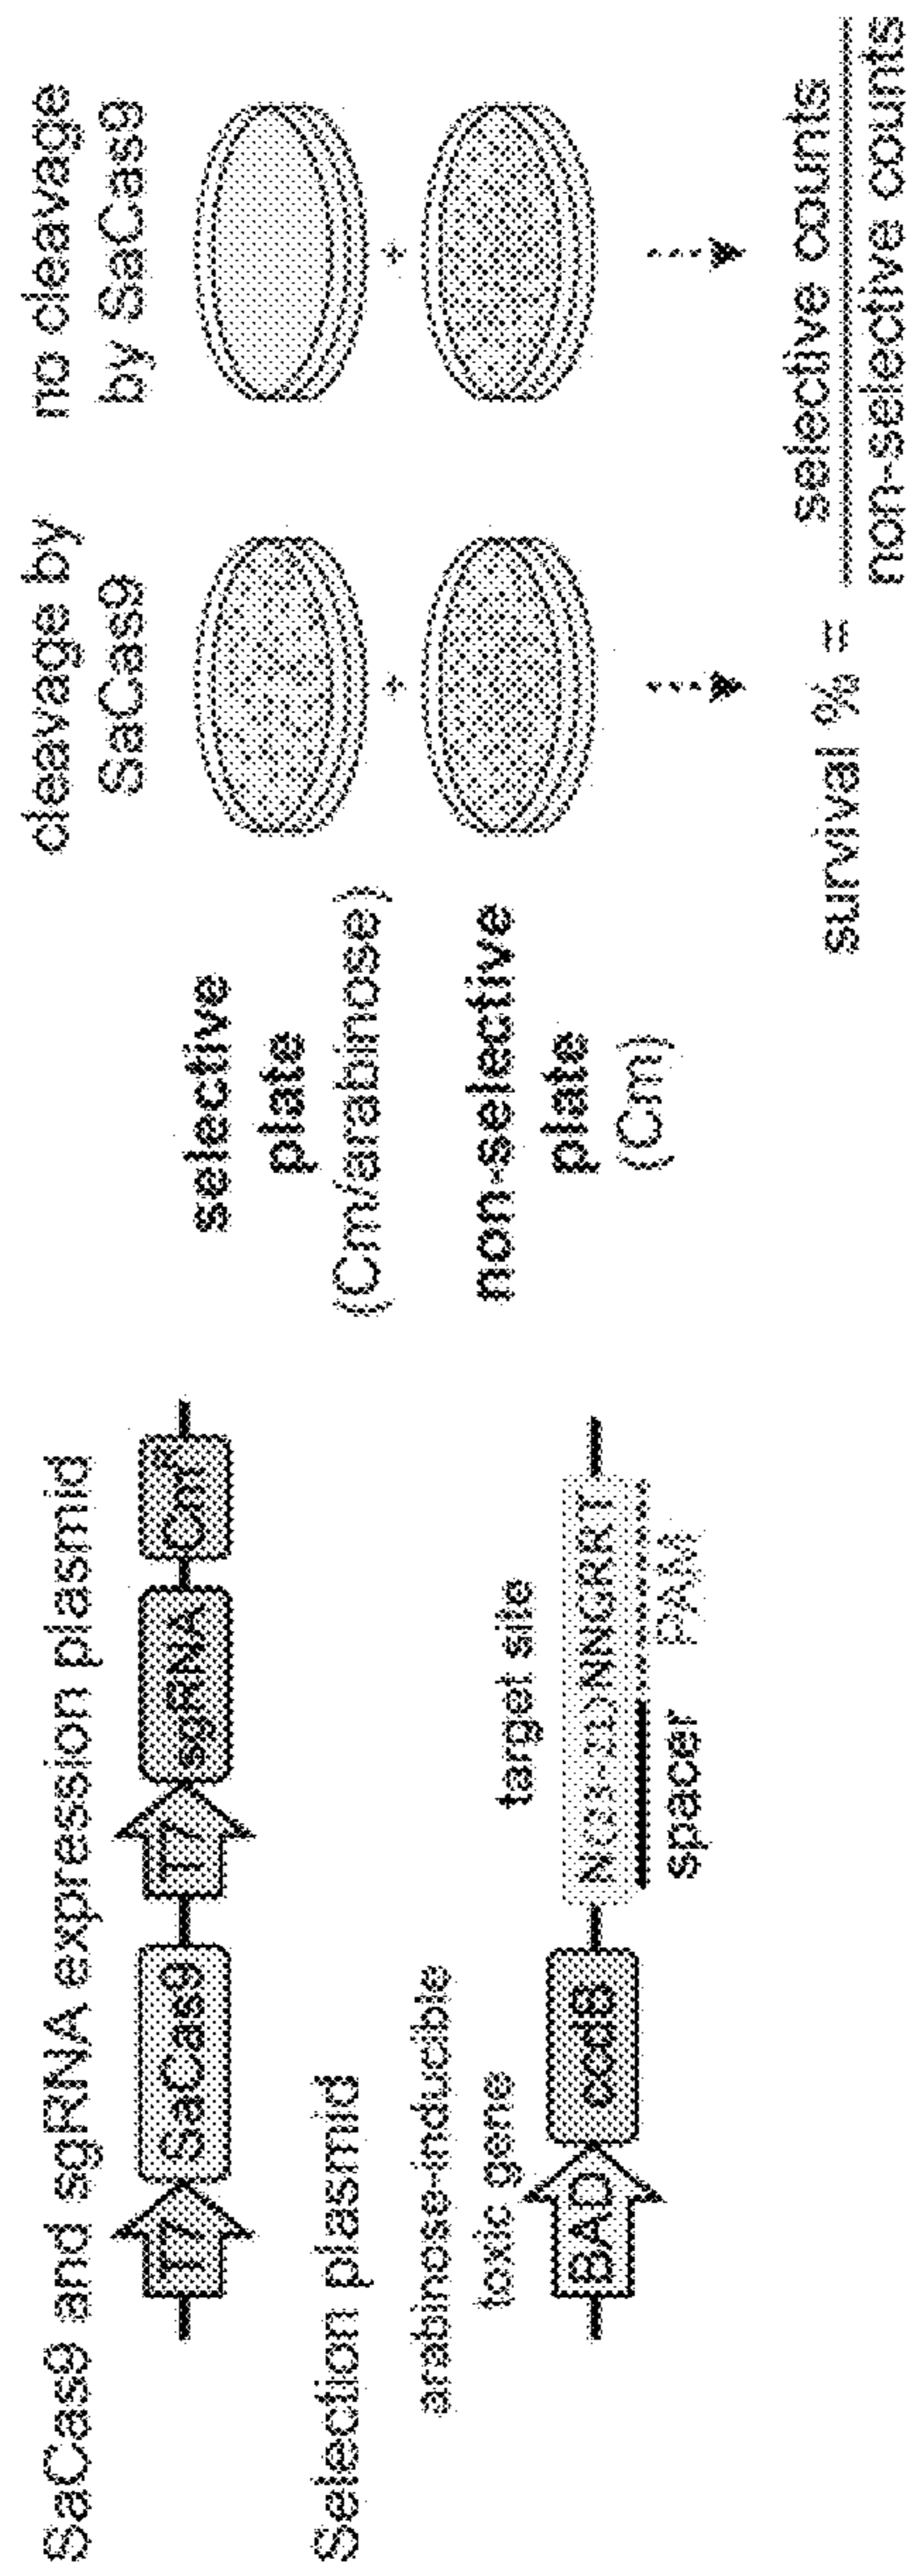 SaCas9 and sgRNA expression plasmid
T7 SaCas9 T7 sgRNA Cmᴿ
Selection plasmid
arabinose-inducible
toxic gene
target site
BAD ccdB NNGRRT
spacer PAM
cleavage by
SaCas9
no cleavage
by SaCas9
selective
plate
(Cm/arabinose)
+ +
non-selective
plate
(Cm)
survival % = selective counts
non-selective counts